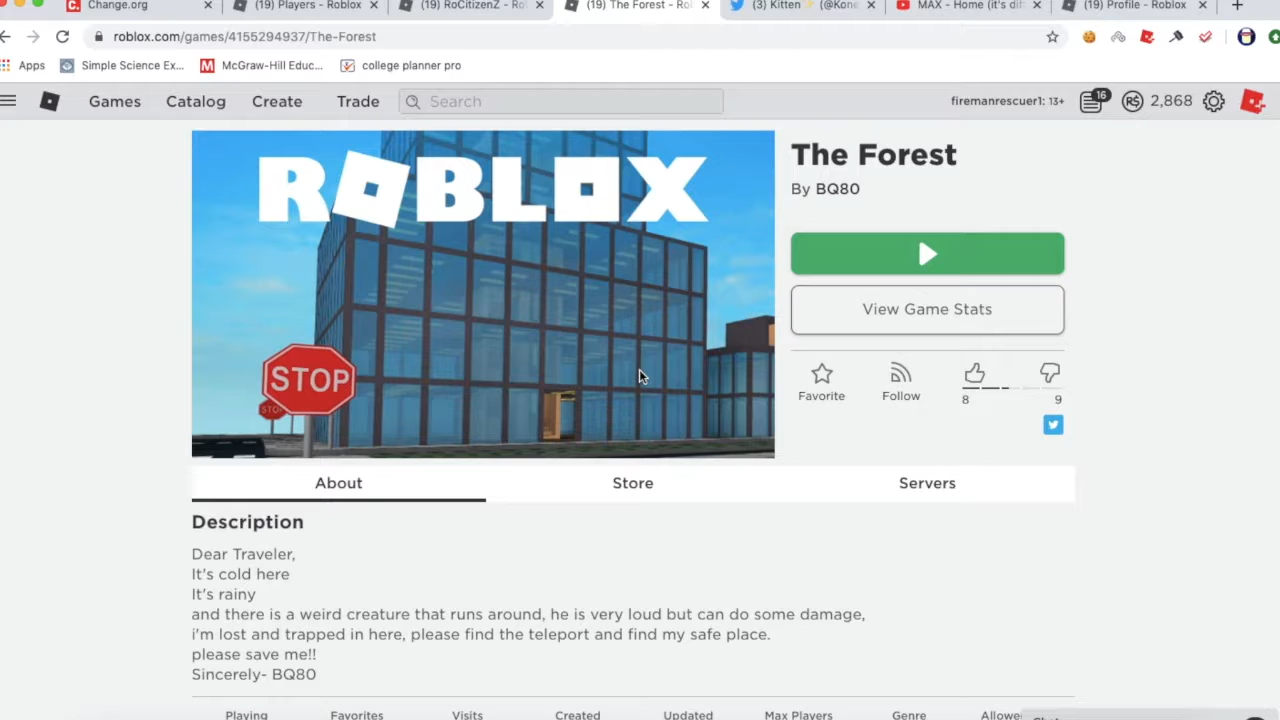 Change.org
(19) Players - Roblox
(19) RoCitizenZ - Ro
(19) The Forest - Ro
(3) Kitten
(@Kone
MAX - Home (it's di
(19) Profile - Roblox
roblox.com/games/4155294937/The-Forest
Apps
Simple Science Ex...
McGraw-Hill Educ...
college planner pro
Games
Catalog
Create
Trade
Search
firemanrescuer1: 13+
16
2,868
ROBLOX
STOP
STOP
The Forest
By BQ80
View Game Stats
Favorite
Follow
8
9
About
Store
Servers
Description
Dear Traveler,
It's cold here
It's rainy
and there is a weird creature that runs around, he is very loud but can do some damage,
i'm lost and trapped in here, please find the teleport and find my safe place.
please save me!!
Sincerely- BQ80
Playing
Favorites
Visits
Created
Updated
Max Players
Genre
Allowe